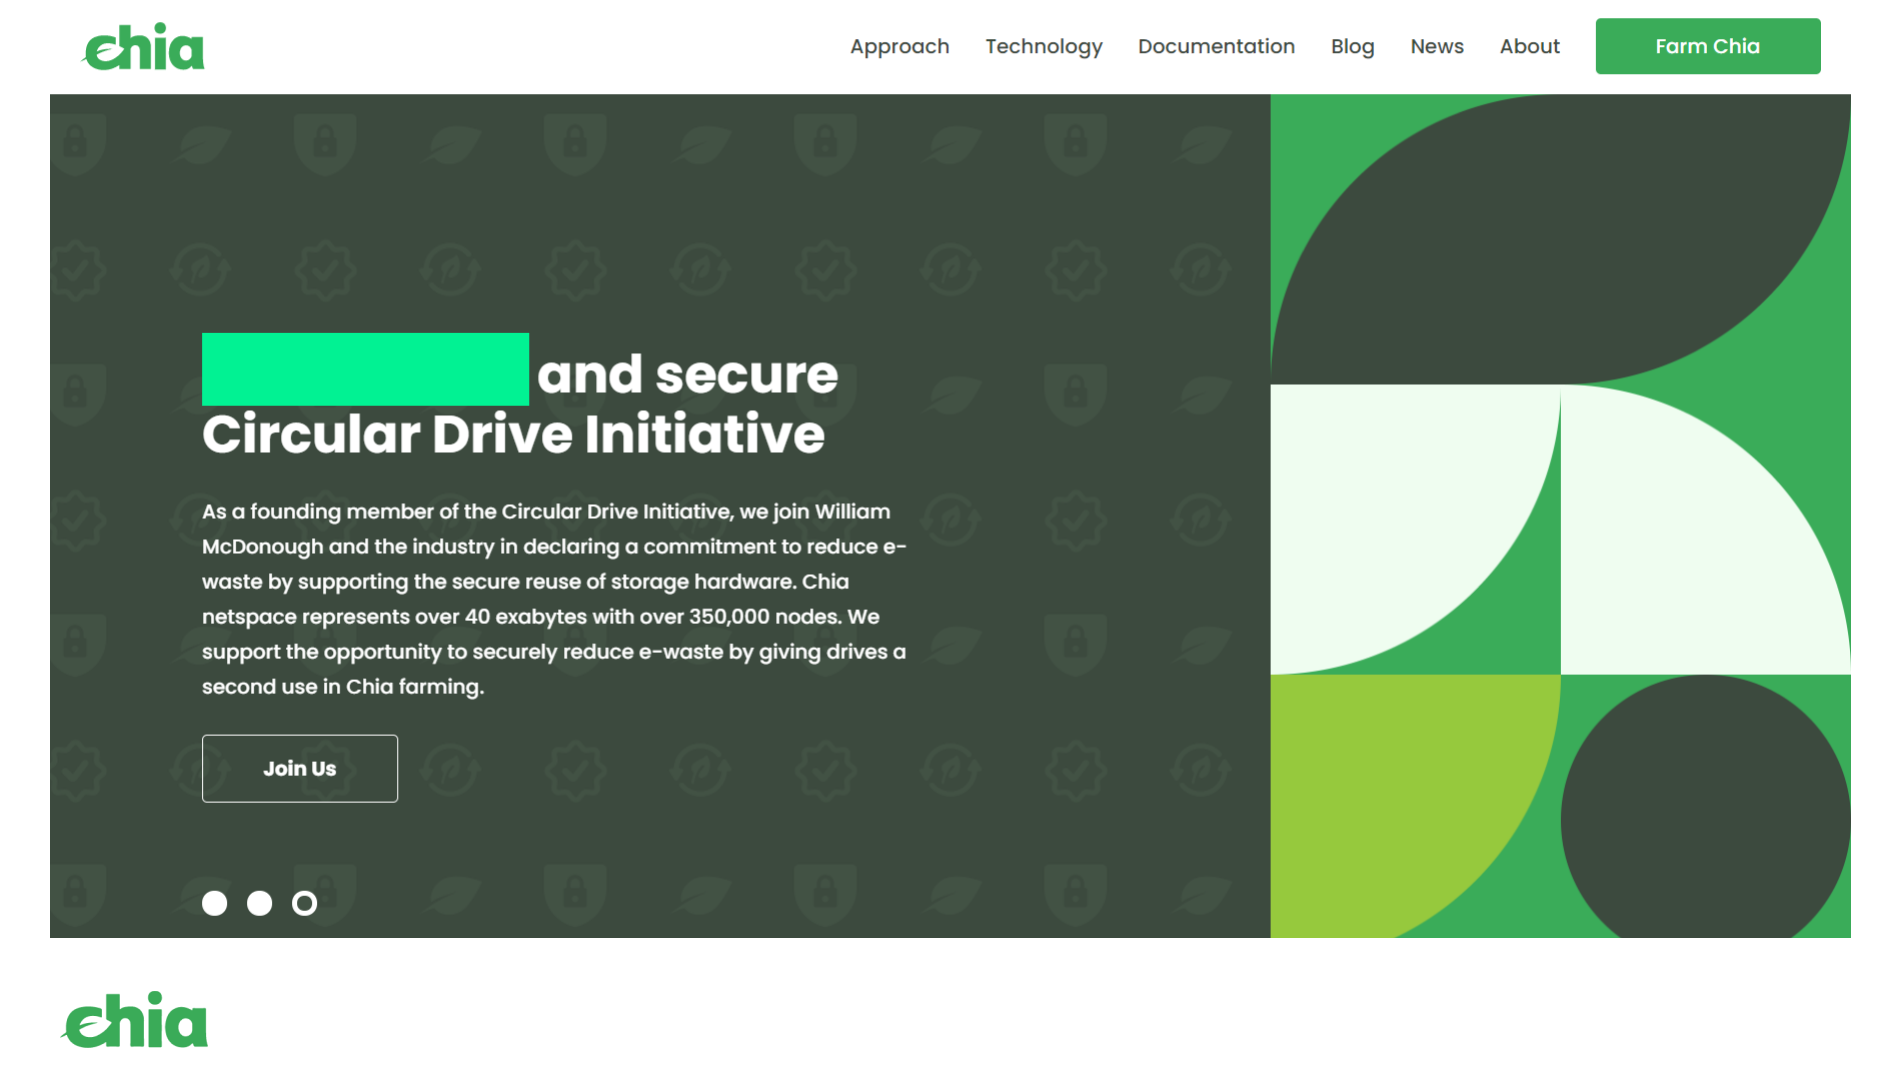 chia
Approach Technology Documentation Blog News About Farm Chia
and secure
Circular Drive Initiative
As a founding member of the Circular Drive Initiative, we join William
McDonough and the industry in declaring a commitment to reduce e-
waste by supporting the secure reuse of storage hardware. Chia
netspace represents over 40 exabytes with over 350,000 nodes. We
support the opportunity to securely reduce e-waste by giving drives a
second use in Chia farming.
Join Us
chia